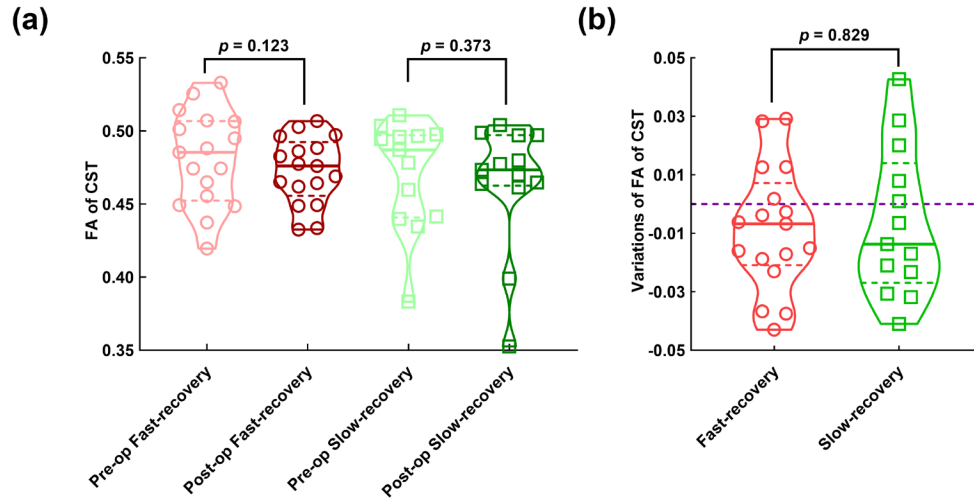 (a)
p = 0.123
p = 0.373
FA of CST
0.55
0.50
0.45
0.40
0.35
Pre-op Fast-recovery
Post-op Fast-recovery
Pre-op Slow-recovery
Post-op Slow-recovery
(b)
p = 0.829
Variations of FA of CST
0.05
0.03
0.01
-0.01
-0.03
-0.05
Fast-recovery
Slow-recovery